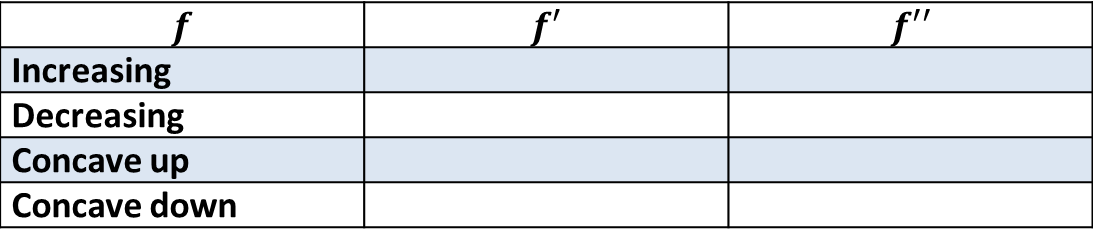 f f′ f′′
Increasing
Decreasing
Concave up
Concave down